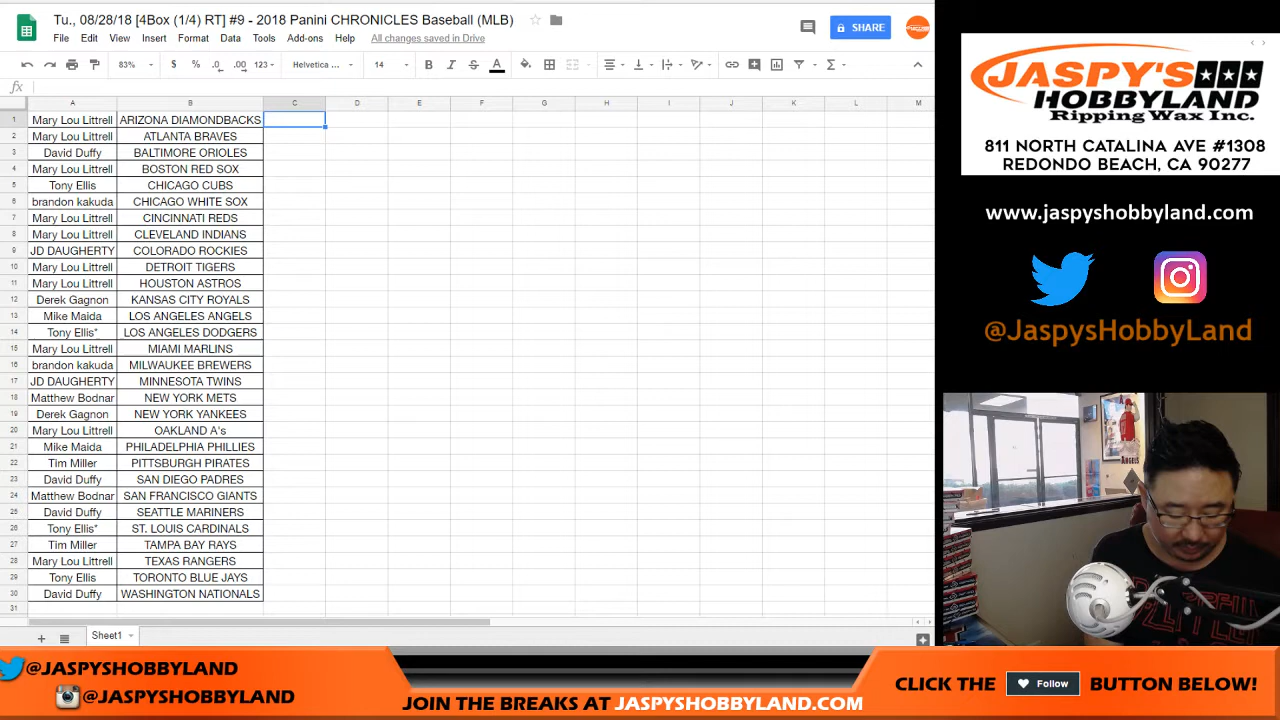 Tu., 08/28/18 [4Box (1/4) RT] #9 - 2018 Panini CHRONICLES Baseball (MLB)
File Edit View Insert Format Data Tools Add-ons Help All changes saved in Drive
SHARE
83% $ % .0 .00 123 Helvetica ... 14 B I S A
fx
A B C D E F G H I J K L M
1 Mary Lou Littrell ARIZONA DIAMONDBACKS
2 Mary Lou Littrell ATLANTA BRAVES
3 David Duffy BALTIMORE ORIOLES
4 Mary Lou Littrell BOSTON RED SOX
5 Tony Ellis CHICAGO CUBS
6 brandon kakuda CHICAGO WHITE SOX
7 Mary Lou Littrell CINCINNATI REDS
8 Mary Lou Littrell CLEVELAND INDIANS
9 JD DAUGHERTY COLORADO ROCKIES
10 Mary Lou Littrell DETROIT TIGERS
11 Mary Lou Littrell HOUSTON ASTROS
12 Derek Gagnon KANSAS CITY ROYALS
13 Mike Maida LOS ANGELES ANGELS
14 Tony Ellis* LOS ANGELES DODGERS
15 Mary Lou Littrell MIAMI MARLINS
16 brandon kakuda MILWAUKEE BREWERS
17 JD DAUGHERTY MINNESOTA TWINS
18 Matthew Bodnar NEW YORK METS
19 Derek Gagnon NEW YORK YANKEES
20 Mary Lou Littrell OAKLAND A's
21 Mike Maida PHILADELPHIA PHILLIES
22 Tim Miller PITTSBURGH PIRATES
23 David Duffy SAN DIEGO PADRES
24 Matthew Bodnar SAN FRANCISCO GIANTS
25 David Duffy SEATTLE MARINERS
26 Tony Ellis* ST. LOUIS CARDINALS
27 Tim Miller TAMPA BAY RAYS
28 Mary Lou Littrell TEXAS RANGERS
29 Tony Ellis TORONTO BLUE JAYS
30 David Duffy WASHINGTON NATIONALS
31
Sheet1
JASPY'S
HOBBYLAND
Ripping Wax Inc.
811 NORTH CATALINA AVE #1308
REDONDO BEACH, CA 90277
www.jaspyshobbyland.com
@JaspysHobbyLand
ANGELS
@JASPYSHOBBYLAND
@JASPYSHOBBYLAND
JOIN THE BREAKS AT JASPYSHOBBYLAND.COM
CLICK THE Follow BUTTON BELOW!